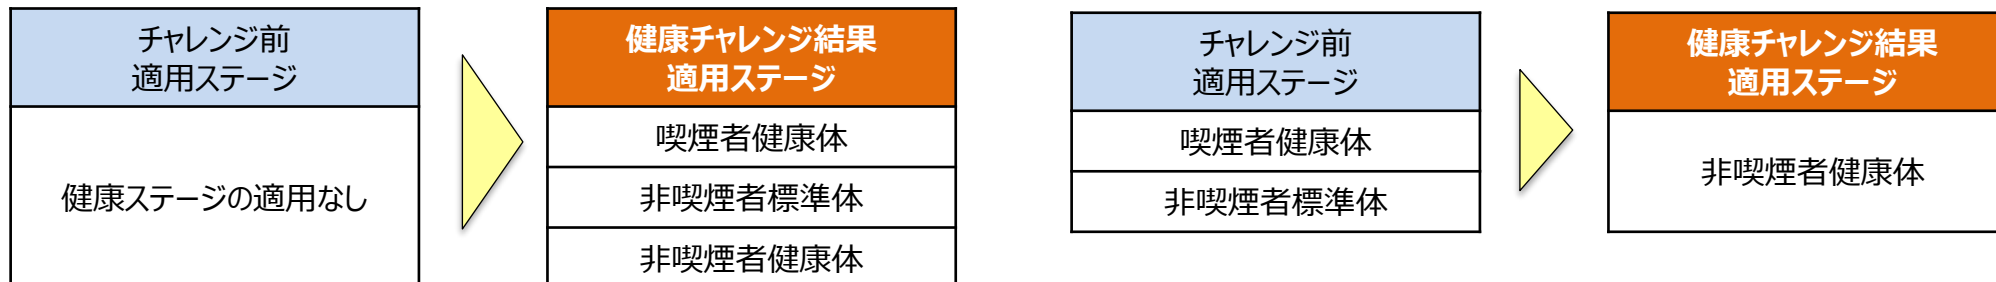 チャレンジ前
適用ステージ
健康ステージの適用なし
健康チャレンジ結果
適用ステージ
喫煙者健康体
非喫煙者標準体
非喫煙者健康体
チャレンジ前
適用ステージ
喫煙者健康体
非喫煙者標準体
健康チャレンジ結果
適用ステージ
非喫煙者健康体